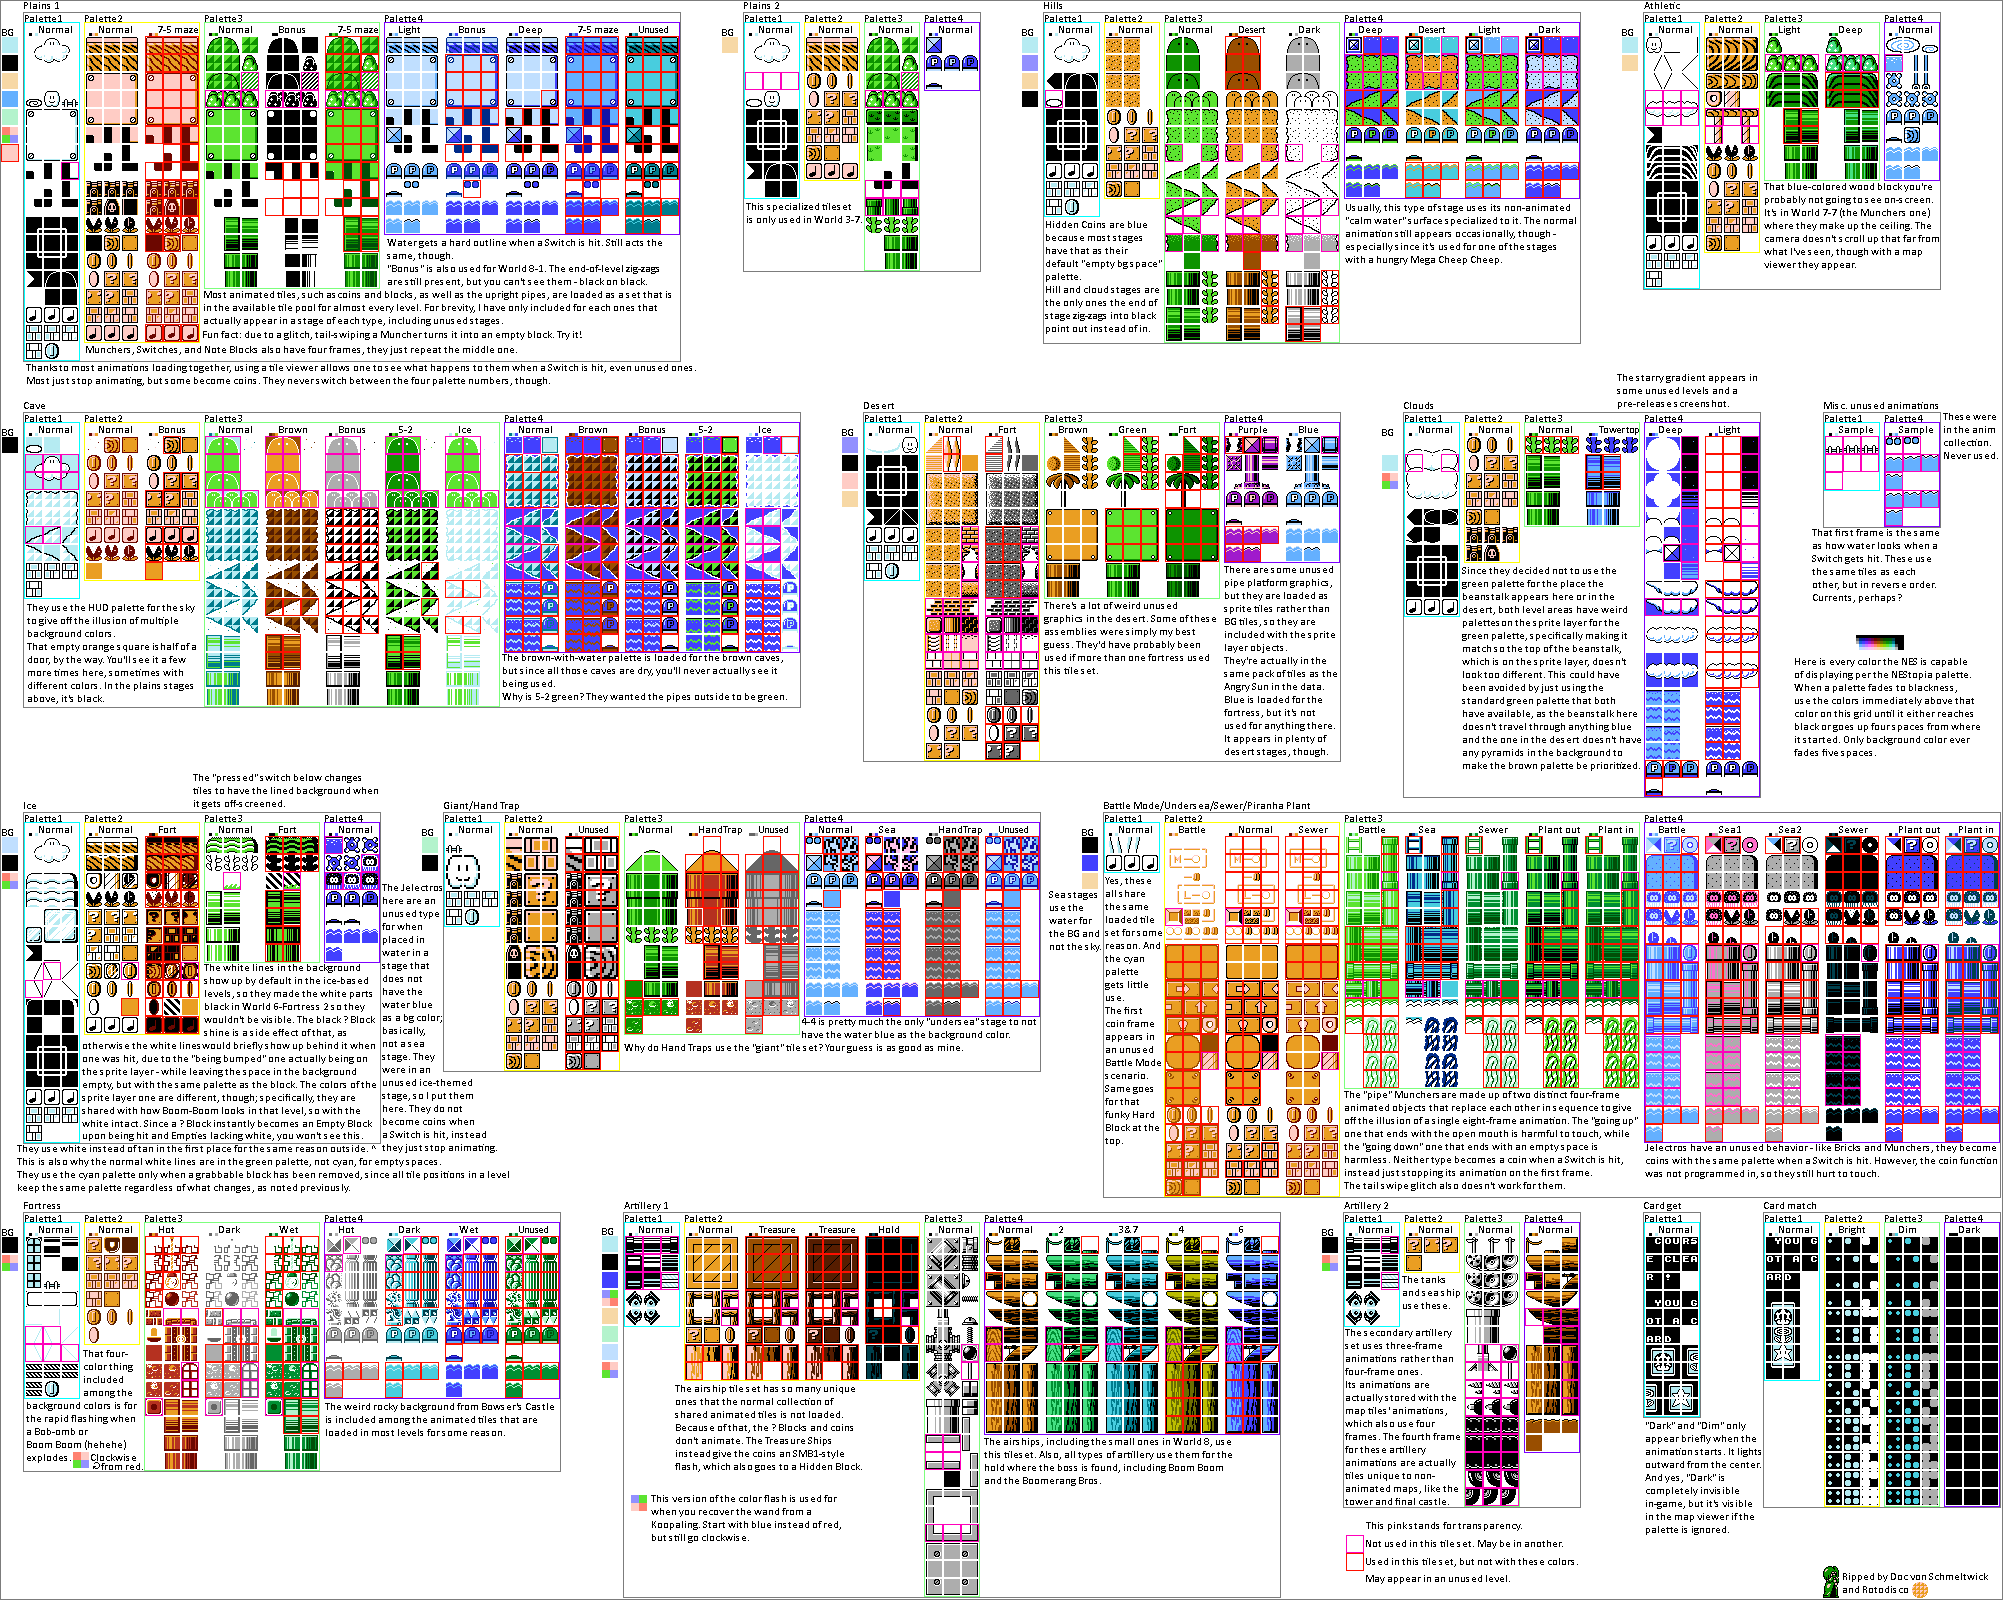 Plains 1
Palette1
Palette2
Palette3
Palette4
BG
Normal
Normal
7-5 maze
Normal
Bonus
7-5 maze
Light
Bonus
Deep
7-5 maze
Unused
Water gets a hard outline when a Switch is hit. Still acts the
same, though.
"Bonus" is also used for World 8-1. The end-of-level zig-zags
are still present, but you can't see them - black on black.
Most animated tiles, such as coins and blocks, as well as the upright pipes, are loaded as a set that is
in the available tile pool for almost every level. For brevity, I have only included for each ones that
actually appear in a stage of each type, including unused stages.
Fun fact: due to a glitch, tail-swiping a Muncher turns it into an empty block. Try it!
Munchers, Switches, and Note Blocks also have four frames, they just repeat the middle one.
Thanks to most animations loading together, using a tile viewer allows one to see what happens to them when a Switch is hit, even unused ones.
Most just stop animating, but some become coins. They never switch between the four palette numbers, though.
Plains 2
Palette1
Palette2
Palette3
Palette4
BG
Normal
Normal
Normal
Normal
This specialized tileset
is only used in World 3-7.
Hills
Palette1
Palette2
Palette3
Palette4
BG
Normal
Normal
Normal
Desert
Dark
Deep
Desert
Light
Dark
Hidden Coins are blue
because most stages
have that as their
default "empty bg space"
palette.
Hill and cloud stages are
the only ones the end of
stage zig-zags into black
point out instead of in.
Usually, this type of stage uses its non-animated
"calm water" surface specialized to it. The normal
animation still appears occasionally, though -
especially since it's used for one of the stages
with a hungry Mega Cheep Cheep.
Athletic
Palette1
Palette2
Palette3
Palette4
BG
Normal
Normal
Light
Deep
Normal
That blue-colored wood block you're
probably not going to see on-screen.
It's in World 7-7 (the Munchers one)
where they make up the ceiling. The
camera doesn't scroll up that far from
what I've seen, though with a map
viewer they appear.
Cave
Palette1
Palette2
Palette3
Palette4
BG
Normal
Normal
Bonus
Normal
Brown
Bonus
5-2
Ice
Normal
Brown
Bonus
5-2
Ice
They use the HUD palette for the sky
to give off the illusion of multiple
background colors.
That empty orange square is half of a
door, by the way. You'll see it a few
more times here, sometimes with
different colors. In the plains stages
above, it's black.
The brown-with-water palette is loaded for the brown caves,
but since all those caves are dry, you'll never actually see it
being used.
Why is 5-2 green? They wanted the pipes outside to be green.
Desert
Palette1
Palette2
Palette3
Palette4
BG
Normal
Normal
Fort
Brown
Green
Fort
Purple
Blue
There's a lot of weird unused
graphics in the desert. Some of these
assemblies were simply my best
guess. They'd have probably been
used if more than one fortress used
this tile set.
There are some unused
pipe platform graphics,
but they are loaded as
sprite tiles rather than
BG tiles, so they are
included with the sprite
layer objects.
They're actually in the
same pack of tiles as the
Angry Sun in the data.
Blue is loaded for the
fortress, but it's not
used for anything there.
It appears in plenty of
desert stages, though.
Clouds
Palette1
Palette2
Palette3
Palette4
BG
Normal
Normal
Normal
Towertop
Deep
Light
The starry gradient appears in
some unused levels and a
pre-release screenshot.
Since they decided not to use the
green palette for the place the
beanstalk appears here or in the
desert, both level areas have weird
palettes on the sprite layer for the
green palette, specifically making it
match so the top of the beanstalk,
which is on the sprite layer, doesn't
look too different. This could have
been avoided by just using the
standard green palette that both
have available, as the beanstalk here
doesn't travel through anything blue
and the one in the desert doesn't have
any pyramids in the background to
make the brown palette be prioritized.
Misc. unused animations
Palette1
Palette4
Sample
Sample
These were
in the anim
collection.
Never used.
That first frame is the same
as how water looks when a
Switch gets hit. These use
the same tiles as each
other, but in reverse order.
Currents, perhaps?
Here is every color the NES is capable
of displaying per the NEStopia palette.
When a palette fades to blackness,
use the colors immediately above that
color on this grid until it either reaches
black or goes up four spaces from where
it started. Only background color ever
fades five spaces.
The "pressed" switch below changes
tiles to have the lined background when
it gets off-screened.
Ice
Palette1
Palette2
Palette3
Palette4
BG
Normal
Normal
Fort
Normal
Fort
Normal
The white lines in the background
show up by default in the ice-based
levels, so they made the white parts
black in World 6-Fortress 2 so they
wouldn't be visible. The black ? Block
shine is a side effect of that, as
otherwise the white lines would briefly show up behind it when
one was hit, due to the "being bumped" one actually being on
the sprite layer - while leaving the space in the background
empty, but with the same palette as the block. The colors of the
sprite layer one are different, though; specifically, they are
shared with how Boom-Boom looks in that level, so with the
white intact. Since a ? Block instantly becomes an Empty Block
upon being hit and Empties lacking white, you won't see this.
They use white instead of tan in the first place for the same reason outside. ^
This is also why the normal white lines are in the green palette, not cyan, for empty spaces.
They use the cyan palette only when a grabbable block has been removed, since all tile positions in a level
keep the same palette regardless of what changes, as noted previously.
The Jelectros
here are an
unused type
for when
placed in
water in a
stage that
does not
have the
water blue
as a bg color;
basically,
not a sea
stage. They
were in an
unused ice-themed
stage, so I put them
here. They do not
become coins when
a Switch is hit, instead
they just stop animating.
Giant/Hand Trap
Palette1
Palette2
Palette3
Palette4
BG
Normal
Normal
Unused
Normal
HandTrap
Unused
Normal
Sea
HandTrap
Unused
4-4 is pretty much the only "undersea" stage to not
have the water blue as the background color.
Why do Hand Traps use the "giant" tile set? Your guess is as good as mine.
Battle Mode/Undersea/Sewer/Piranha Plant
Palette1
Palette2
Palette3
Palette4
BG
Normal
Battle
Normal
Sewer
Battle
Sea
Sewer
Plant out
Plant in
Battle
Sea1
Sea2
Sewer
Plant out
Plant in
Sea stages
use the
water for
the BG and
not the sky.
Yes, these
all share
the same
loaded tile
set for some
reason. And
the cyan
palette
gets little
use.
The first
coin frame
appears in
an unused
Battle Mode
scenario.
Same goes
for that
funky Hard
Block at the
top.
The "pipe" Munchers are made up of two distinct four-frame
animated objects that replace each other in sequence to give
off the illusion of a single eight-frame animation. The "going up"
one that ends with the open mouth is harmful to touch, while
the "going down" one that ends with an empty space is
harmless. Neither type becomes a coin when a Switch is hit,
instead just stopping its animation on the first frame.
The tail swipe glitch also doesn't work for them.
Jelectros have an unused behavior - like Bricks and Munchers, they become
coins with the same palette when a Switch is hit. However, the coin function
was not programmed in, so they still hurt to touch.
Fortress
Palette1
Palette2
Palette3
Palette4
BG
Normal
Normal
Hot
Dark
Wet
Hot
Dark
Wet
Unused
That four-
color thing
included
among the
background colors is for
the rapid flashing when
a Bob-omb or
Boom Boom (hehehe)
explodes.
Clockwise
from red.
The weird rocky background from Bowser's Castle
is included among the animated tiles that are
loaded in most levels for some reason.
Artillery 1
Palette1
Palette2
Palette3
Palette4
BG
Normal
Normal
Treasure
Treasure
Hold
Normal
Normal
2
3&7
4
6
The airship tile set has so many unique
ones that the normal collection of
shared animated tiles is not loaded.
Because of that, the ? Blocks and coins
don't animate. The Treasure Ships
instead give the coins an SMB1-style
flash, which also goes to a Hidden Block.
This version of the color flash is used for
when you recover the wand from a
Koopaling. Start with blue instead of red,
but still go clockwise.
The airships, including the small ones in World 8, use
this tile set. Also, all types of artillery use them for the
hold where the boss is found, including Boom Boom
and the Boomerang Bros.
Artillery 2
Palette1
Palette2
Palette3
Palette4
BG
Normal
Normal
Normal
Normal
The tanks
and sea ship
use these.
The secondary artillery
set uses three-frame
animations rather than
four-frame ones.
Its animations are
actually stored with the
map tiles' animations,
which also use four
frames. The fourth frame
for these artillery
animations are actually
tiles unique to non-
animated maps, like the
tower and final castle.
This pink stands for transparency.
Not used in this tile set. May be in another.
Used in this tile set, but not with these colors.
May appear in an unused level.
Card get
Palette1
Normal
COURS
E CLEA
R !
YOU G
OT A C
ARD
"Dark" and "Dim" only
appear briefly when the
animation starts. It lights
outward from the center.
And yes, "Dark" is
completely invisible
in-game, but it's visible
in the map viewer if the
palette is ignored.
Card match
Palette1
Palette2
Palette3
Palette4
Normal
Bright
Dim
Dark
YOU G
OT A C
ARD
Ripped by Doc von Schmeltwick
and Rotodisco